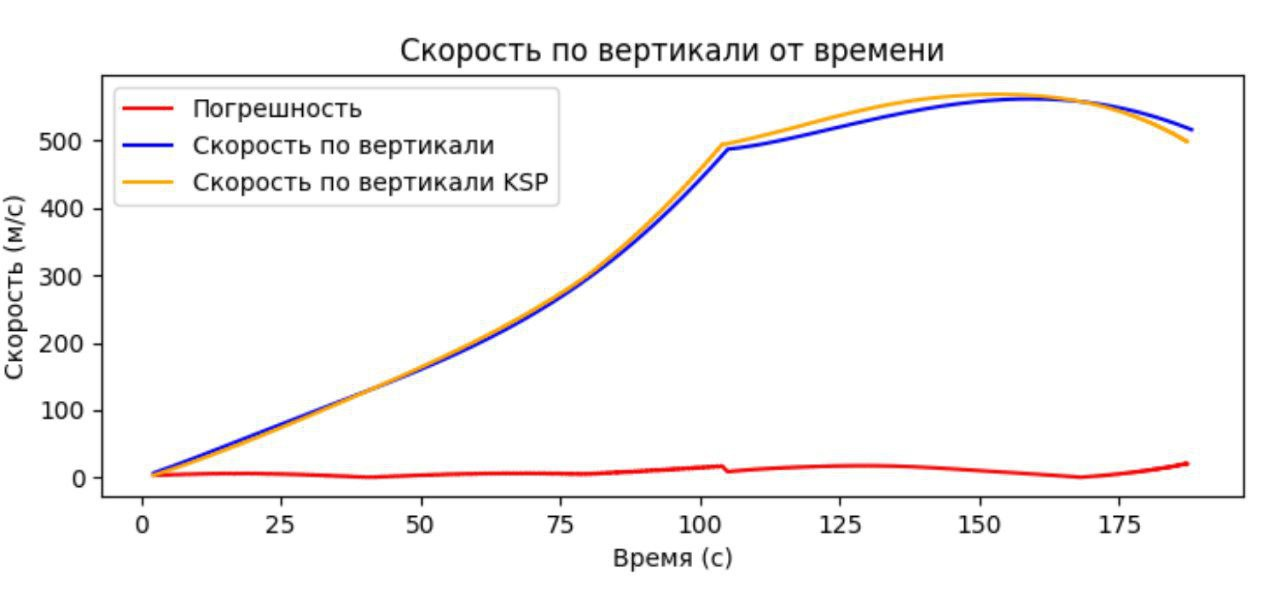 Скорость по вертикали от времени
Погрешность
Скорость по вертикали
Скорость по вертикали KSP
Скорость (м/с)
500
400
300
200
100
0
0 25 50 75 100 125 150 175
Время (с)